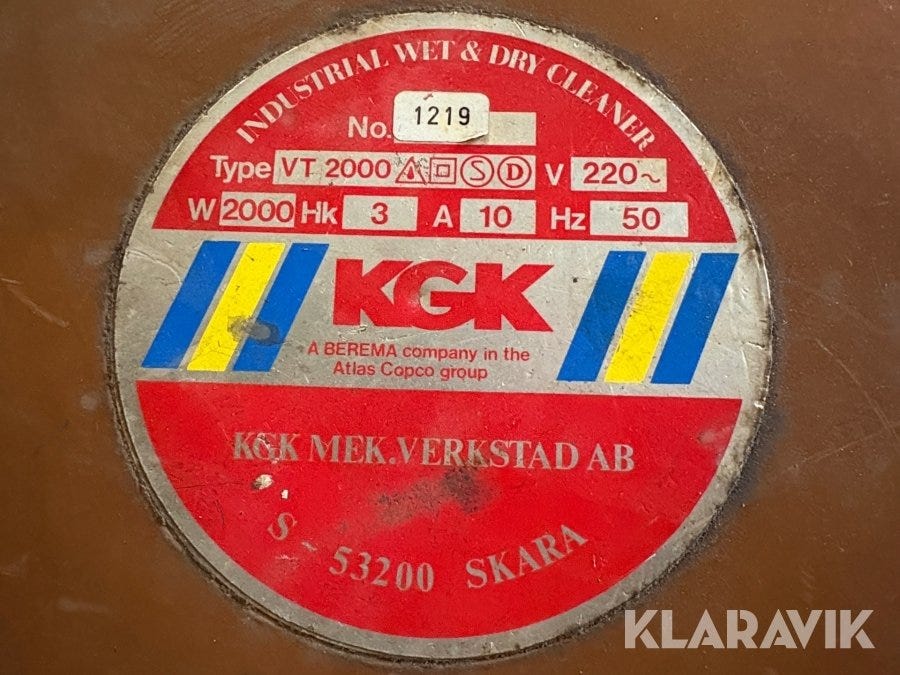 INDUSTRIAL WET & DRY CLEANER
No. 1219
Type VT 2000 S D V 220~
W 2000 Hk 3 A 10 Hz 50
KGK
A BEREMA company in the
Atlas Copco group
KGK MEK.VERKSTAD AB
S - 53200 SKARA
KLARAVIK